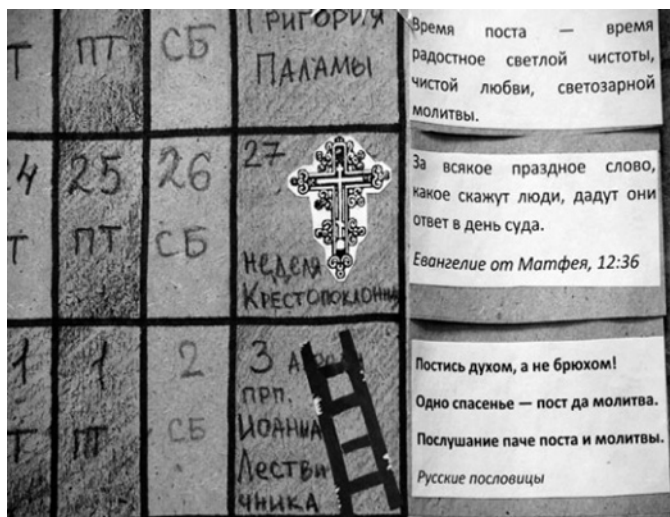 ГРИГОРИЯ
ПАЛАМЫ
Т ПТ СБ
Время поста — время
радостное светлой чистоты,
чистой любви, светозарной
молитвы.
4 25 26 27
Т ПТ СБ
НЕДЕЛЯ
КРЕСТОПОКЛОННАЯ
За всякое праздное слово,
какое скажут люди, дадут они
ответ в день суда.
Евангелие от Матфея, 12:36
1 1 2 3
Т ПТ СБ
ПРП.
ИОАННА
ЛЕСТВИ
ЧНИКА
Постись духом, а не брюхом!
Одно спасенье — пост да молитва.
Послушание паче поста и молитвы.
Русские пословицы